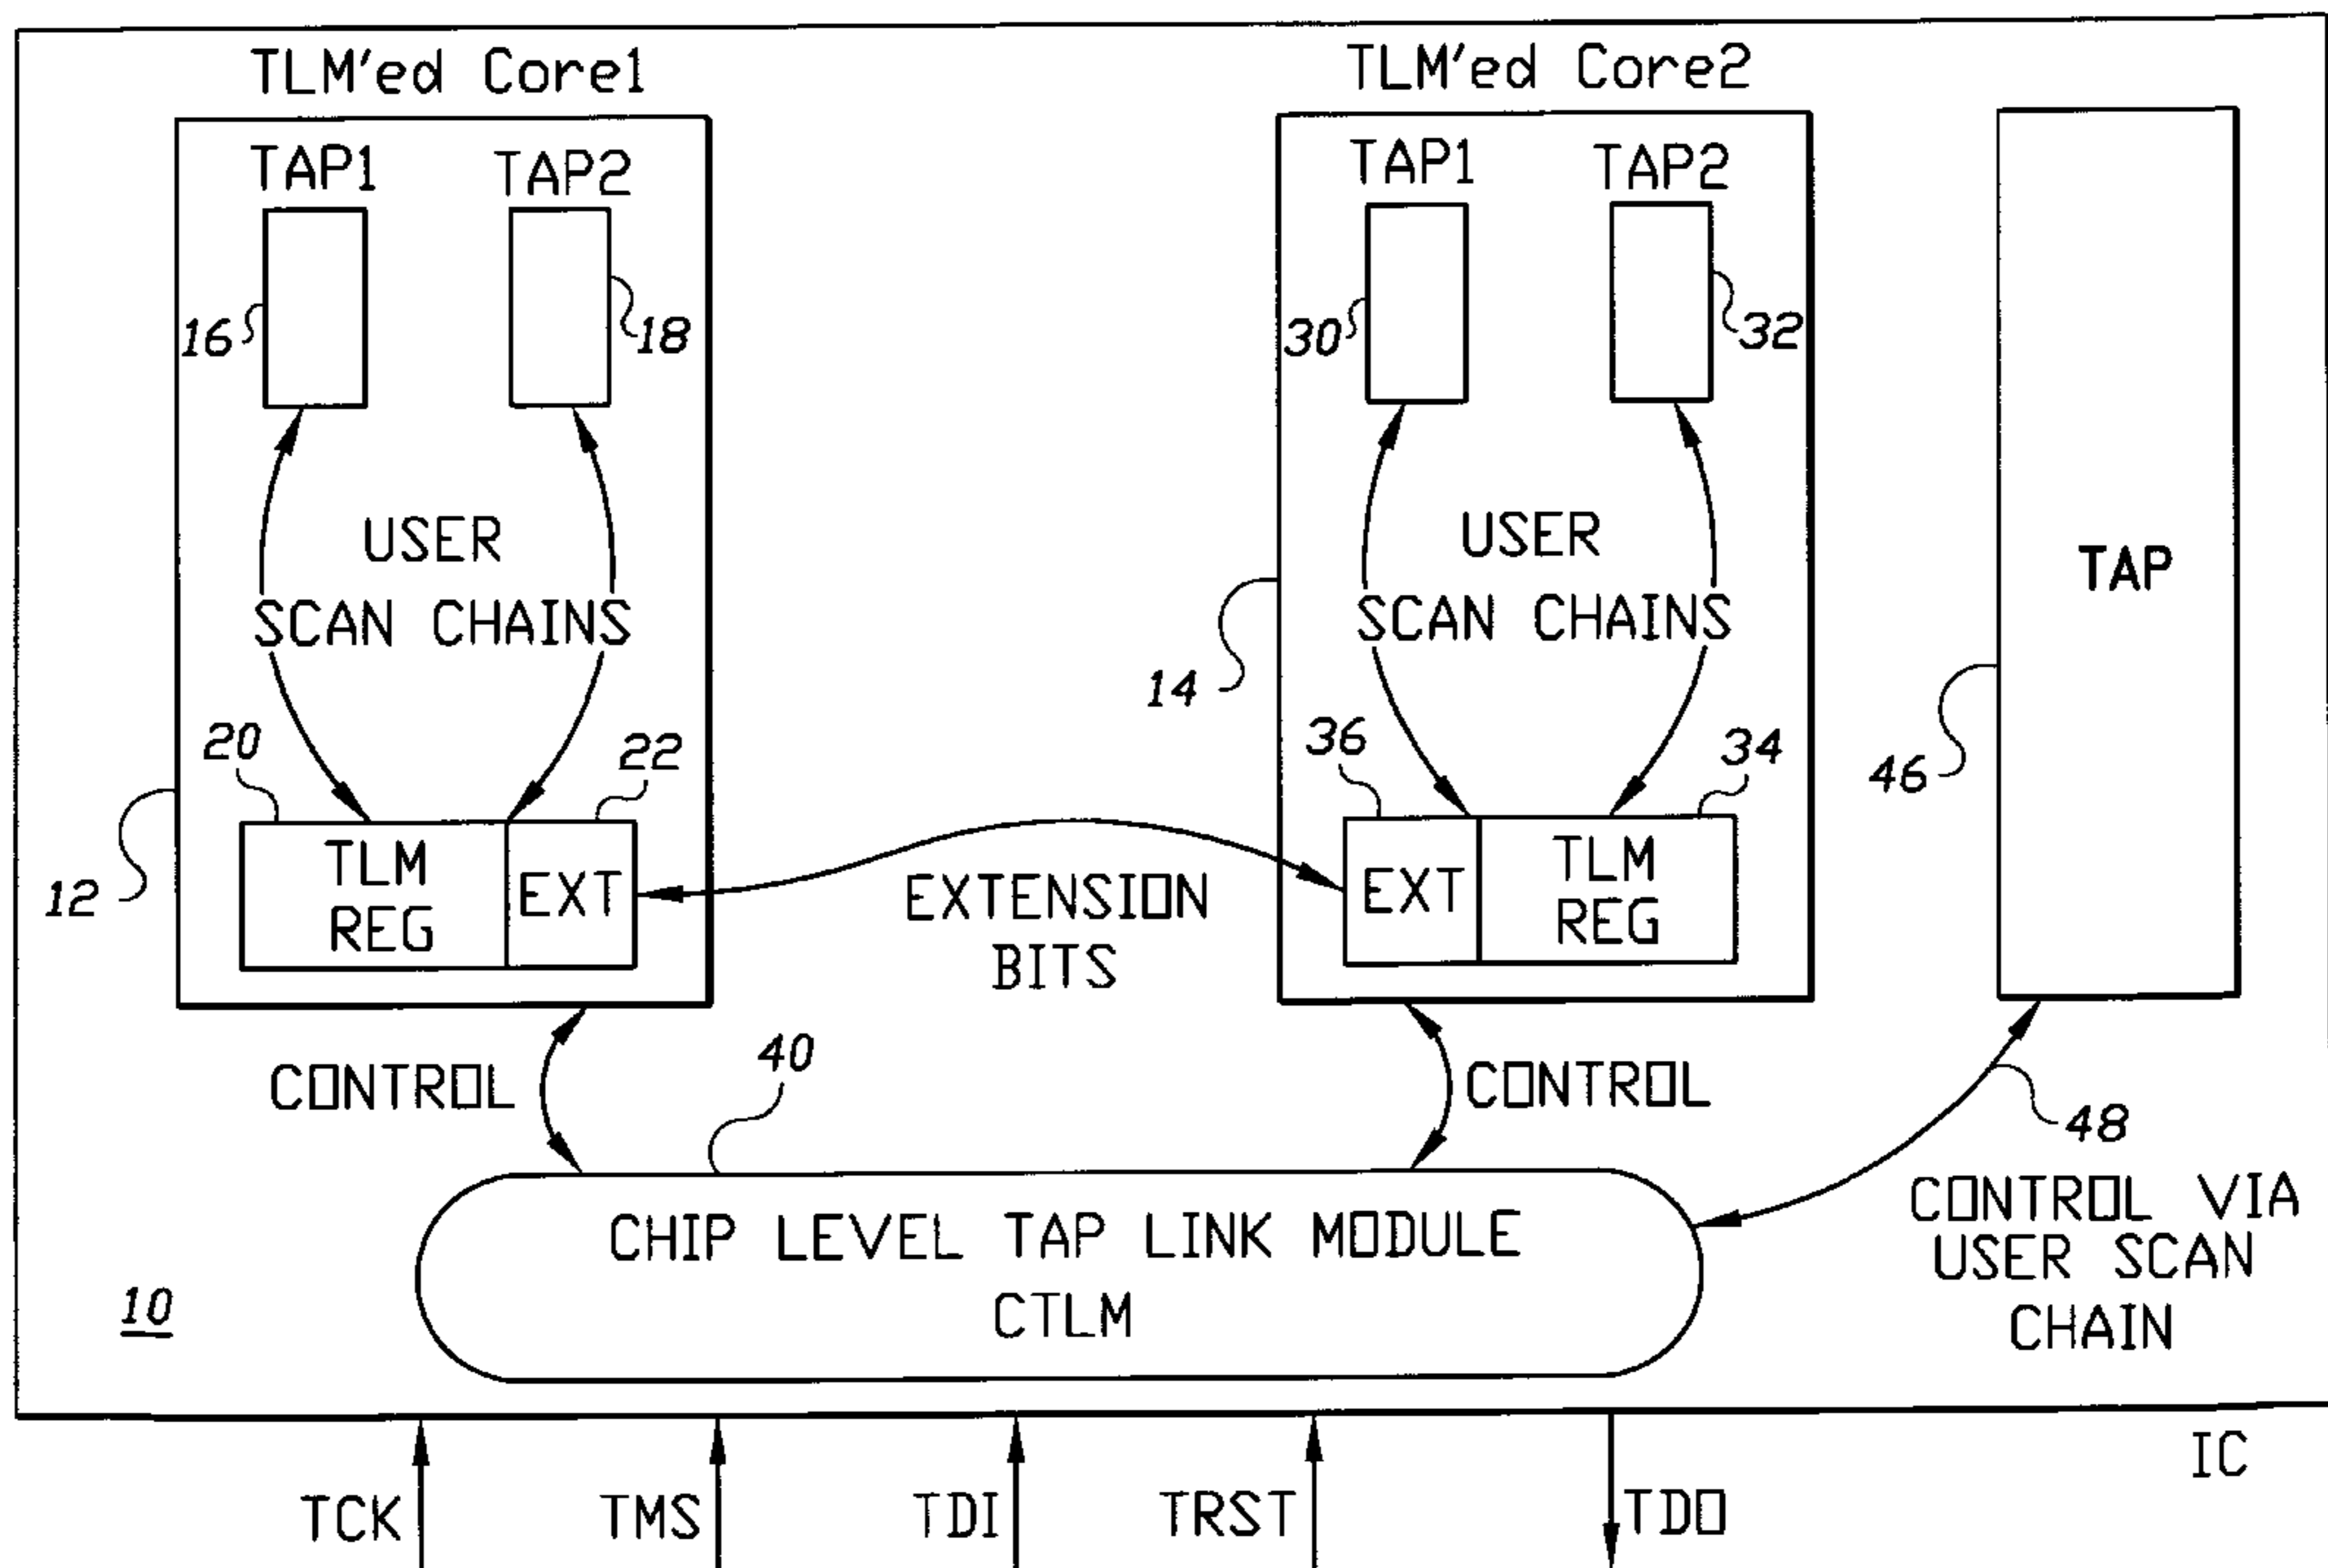 TLM'ed Core1
TLM'ed Core2
TAP1
TAP2
TAP1
TAP2
16
18
30
32
USER
SCAN CHAINS
USER
SCAN CHAINS
TAP
14
46
20
22
36
34
12
TLM
REG
EXT
EXTENSION
BITS
EXT
TLM
REG
CONTROL
40
CONTROL
48
CHIP LEVEL TAP LINK MODULE
CTLM
CONTROL VIA
USER SCAN
CHAIN
10
IC
TCK
TMS
TDI
TRST
TDO